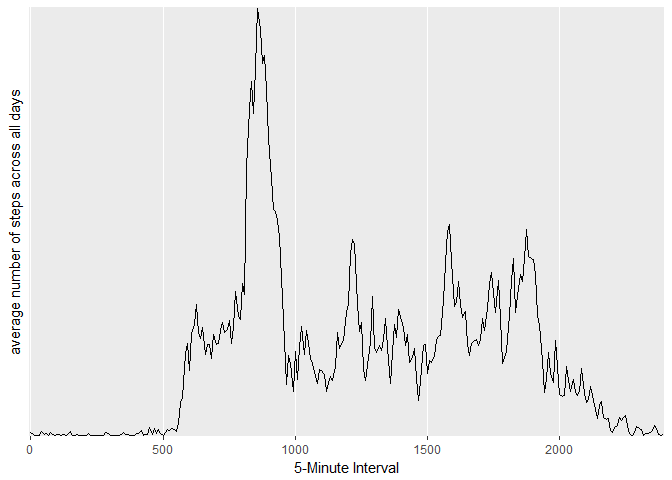 average number of steps across all days
0 500 1000 1500 2000
5-Minute Interval